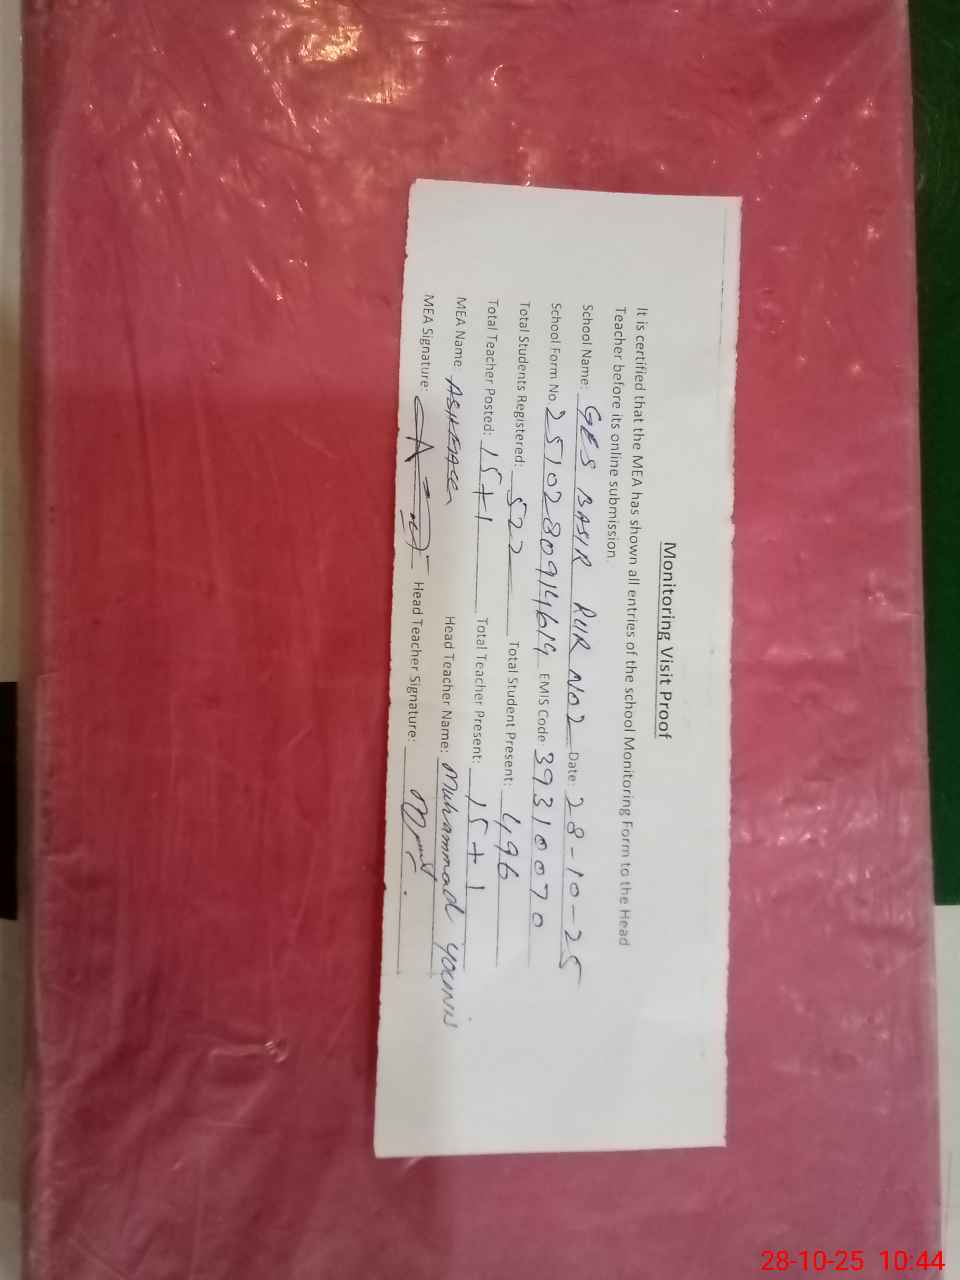 Monitoring Visit Proof
It is certified that the MEA has shown all entries of the school Monitoring Form to the Head
Teacher before its online submission.
School Name: GES BASIR PUR NO2 Date: 28-10-25
School Form No. 2510280914614 EMIS Code 39310070
Total Students Registered: 522 Total Student Present: 496
Total Teacher Posted: 15+1 Total Teacher Present: 15+1
MEA Name Head Teacher Name: Muhammad Younis
MEA Signature: Head Teacher Signature:
28-10-25 10:44